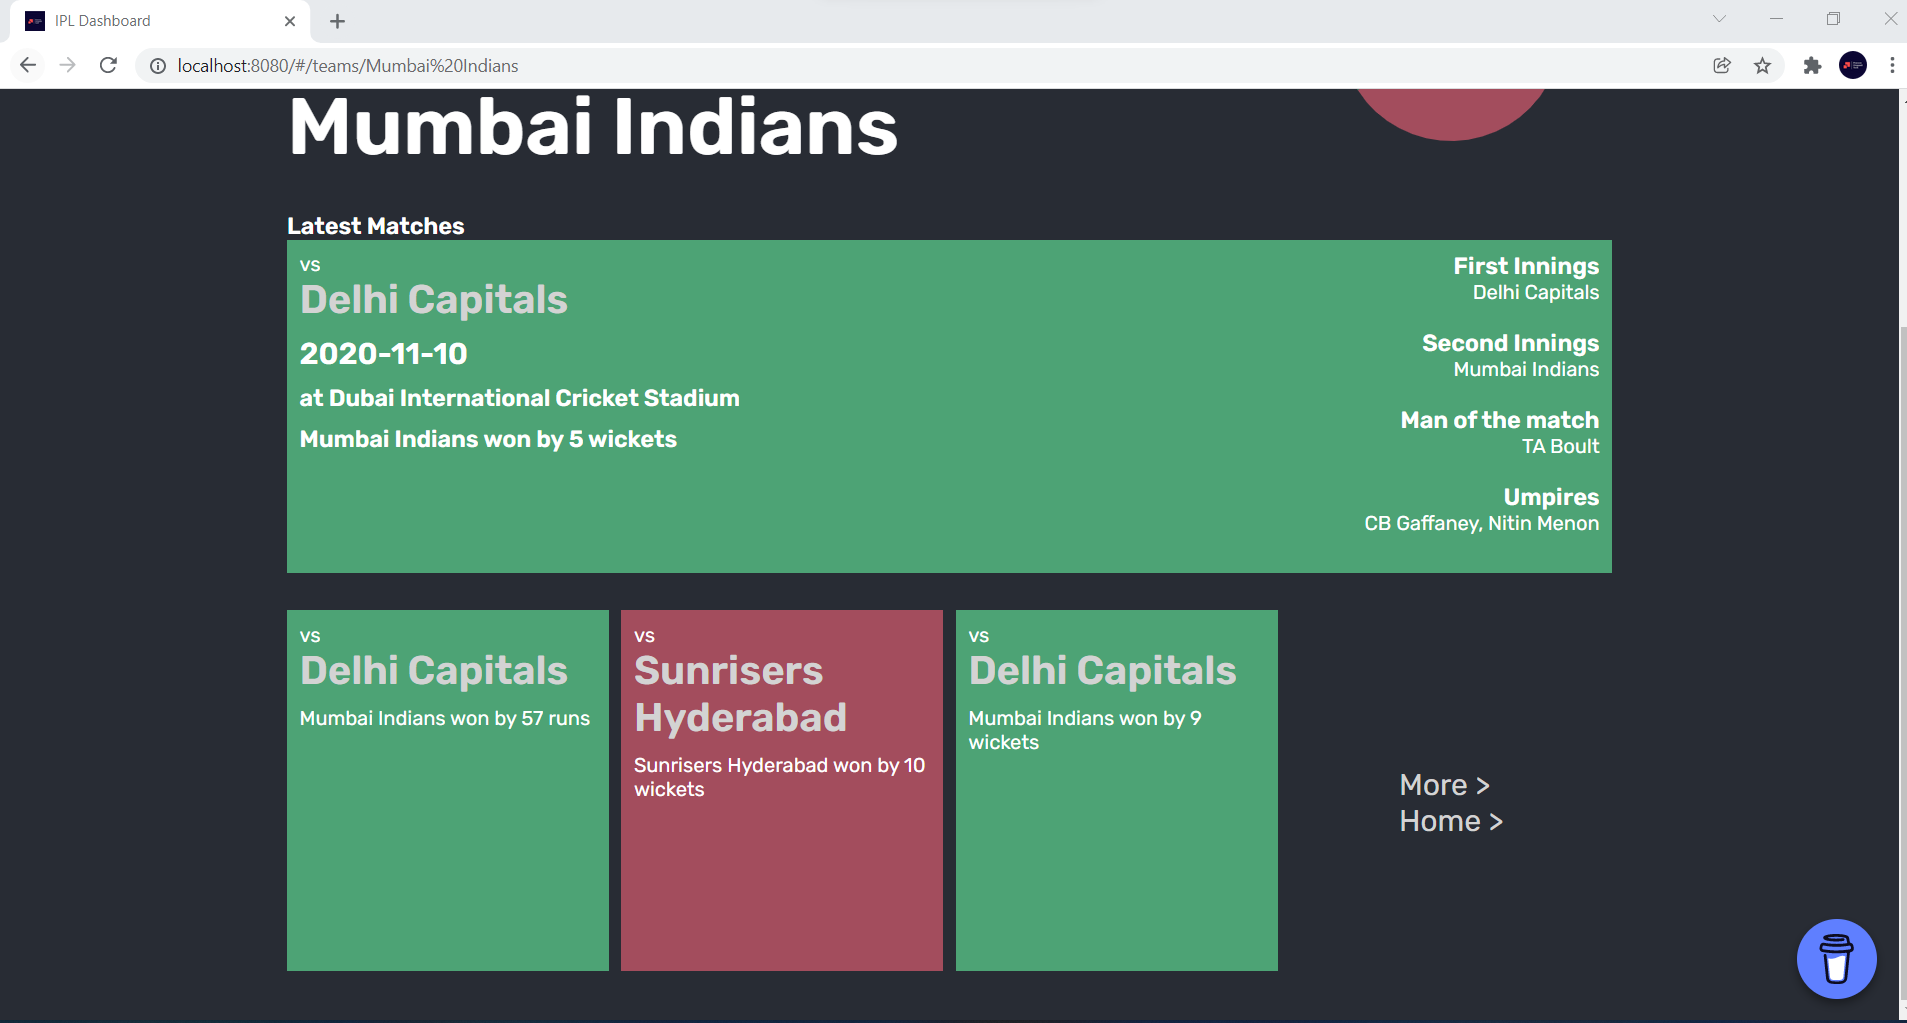 IPL Dashboard
localhost:8080/#/teams/Mumbai%20Indians
Mumbai Indians
Latest Matches
vs
Delhi Capitals
2020-11-10
at Dubai International Cricket Stadium
Mumbai Indians won by 5 wickets
First Innings
Delhi Capitals
Second Innings
Mumbai Indians
Man of the match
TA Boult
Umpires
CB Gaffaney, Nitin Menon
vs
Delhi Capitals
Mumbai Indians won by 57 runs
vs
Sunrisers
Hyderabad
Sunrisers Hyderabad won by 10
wickets
vs
Delhi Capitals
Mumbai Indians won by 9
wickets
More >
Home >